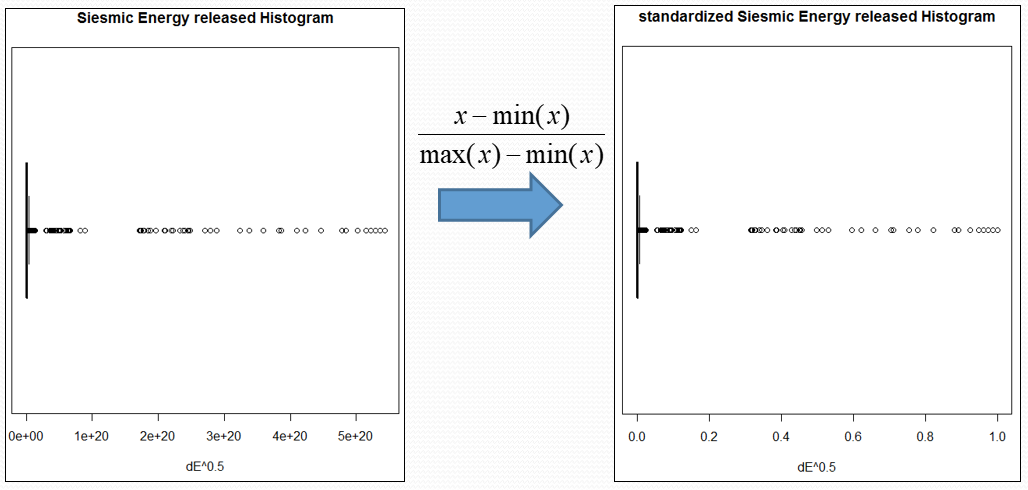 Siesmic Energy released Histogram
0e+00 1e+20 2e+20 3e+20 4e+20 5e+20
dE^0.5
x − min(x)
max(x) − min(x)
standardized Siesmic Energy released Histogram
0.0 0.2 0.4 0.6 0.8 1.0
dE^0.5